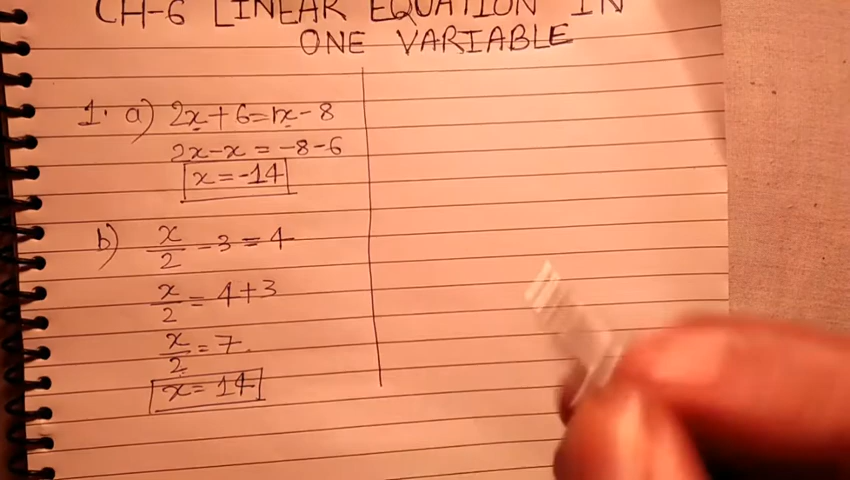 CH-6 LINEAR EQUATION IN
ONE VARIABLE
1. a) 2x+6=1x-8
2x-x = -8-6
x=-14
b) x/2 -3 = 4
x/2 = 4+3
x/2 = 7.
x = 14